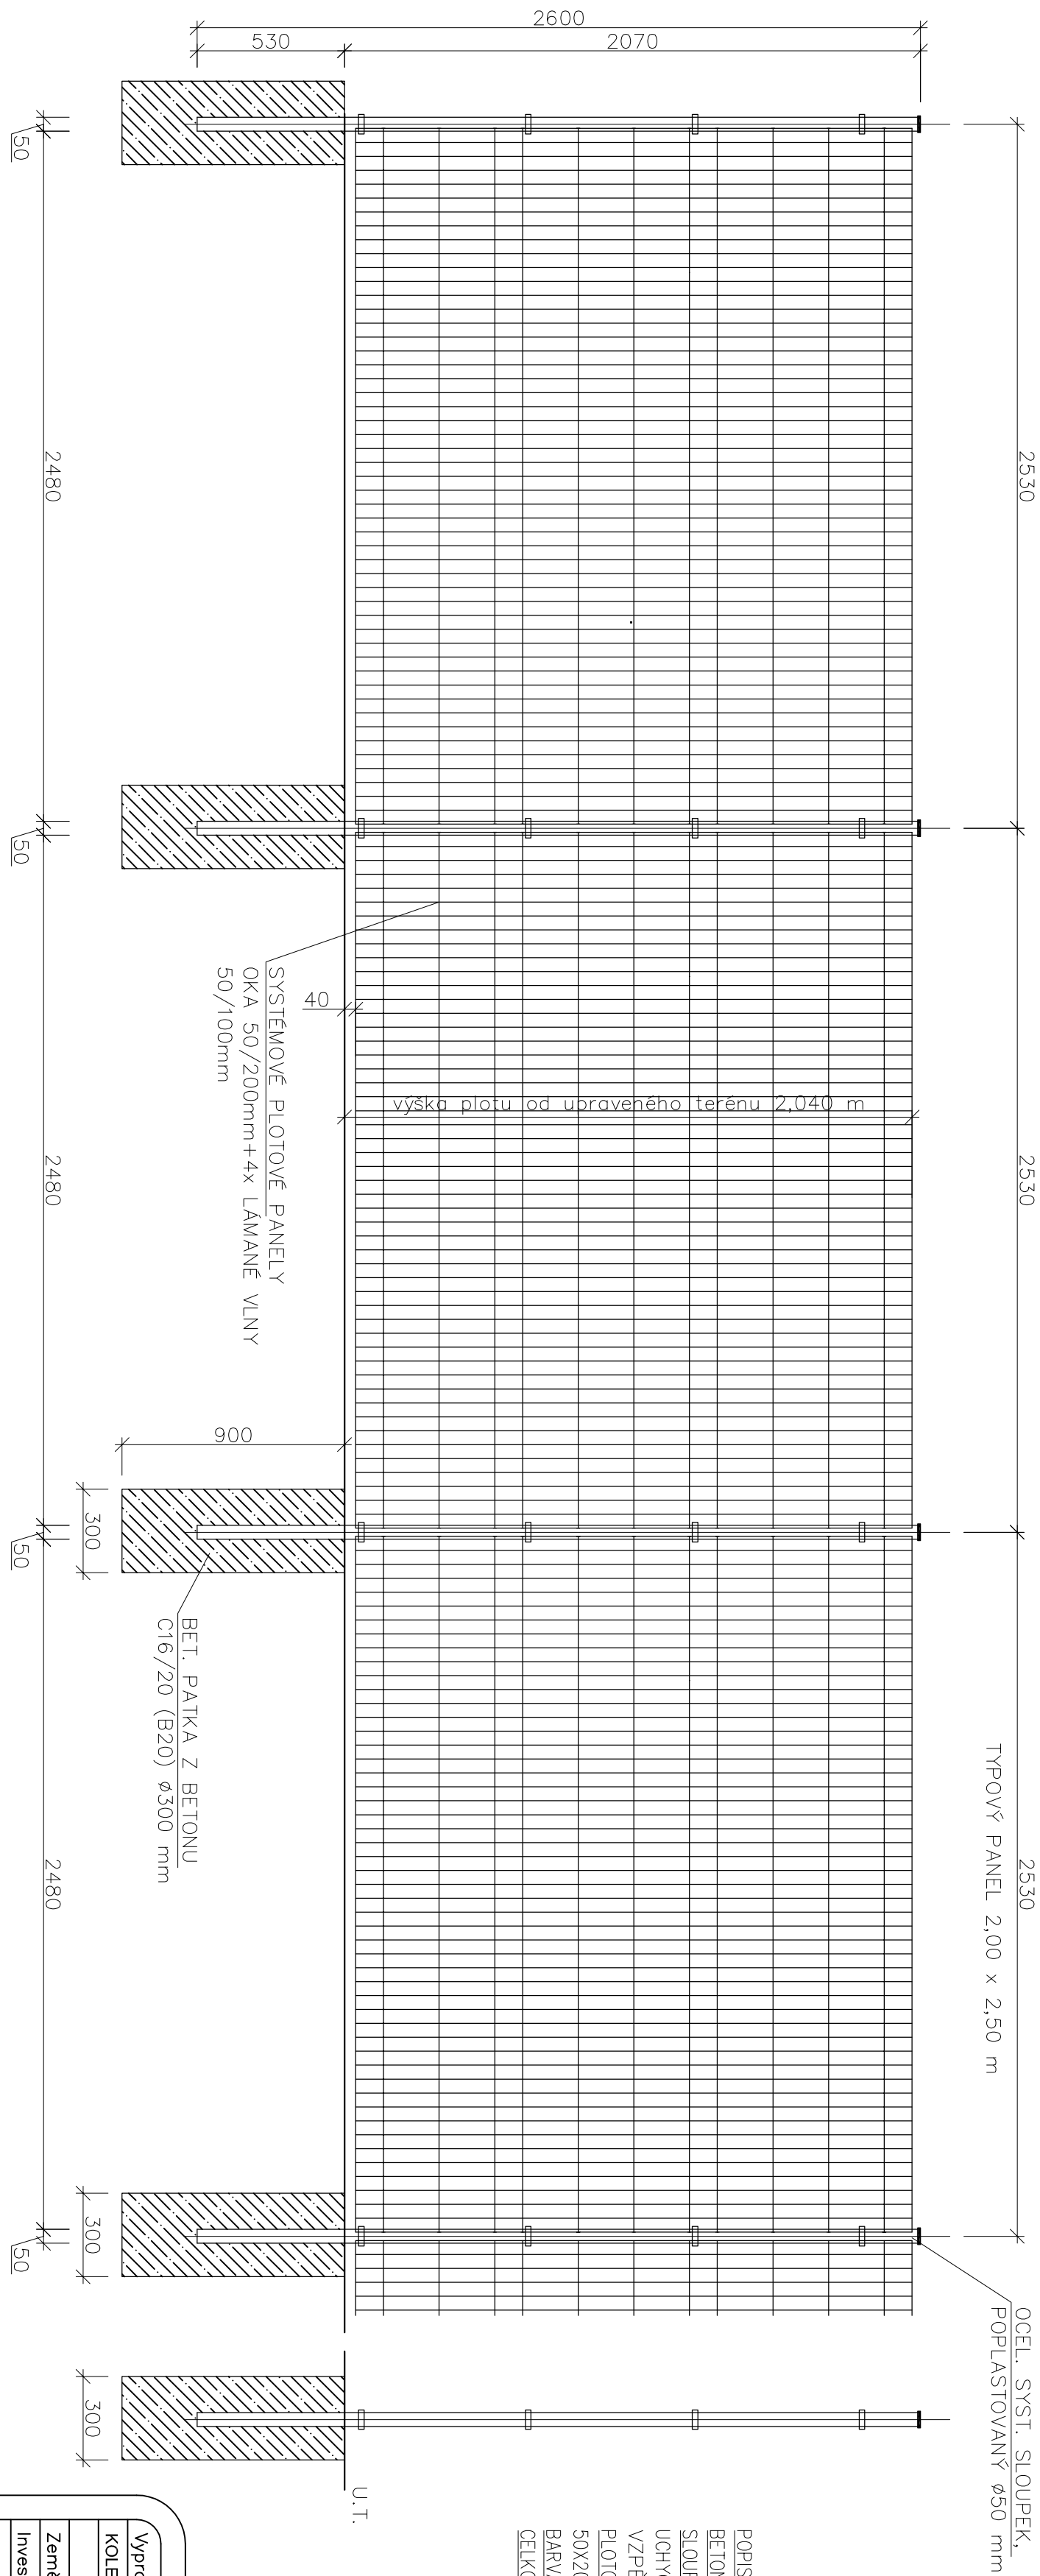 2530
2530
2530
TYPOVÝ PANEL 2,00 x 2,50 m
OCEL. SYST. SLOUPEK,
POPLASTOVANÝ Ø50 mm
2600
2070
530
výška plotu od upraveného terénu 2,040 m
40
SYSTÉMOVÉ PLOTOVÉ PANELY
OKA 50/200mm+4x LÁMANÉ VLNY
50/100mm
900
300
300
300
BET. PATKA Z BETONU
C16/20 (B20) Ø300 mm
50
2480
50
2480
50
2480
50
U.T.
POPIS
BETON
PLOTO
BARVA